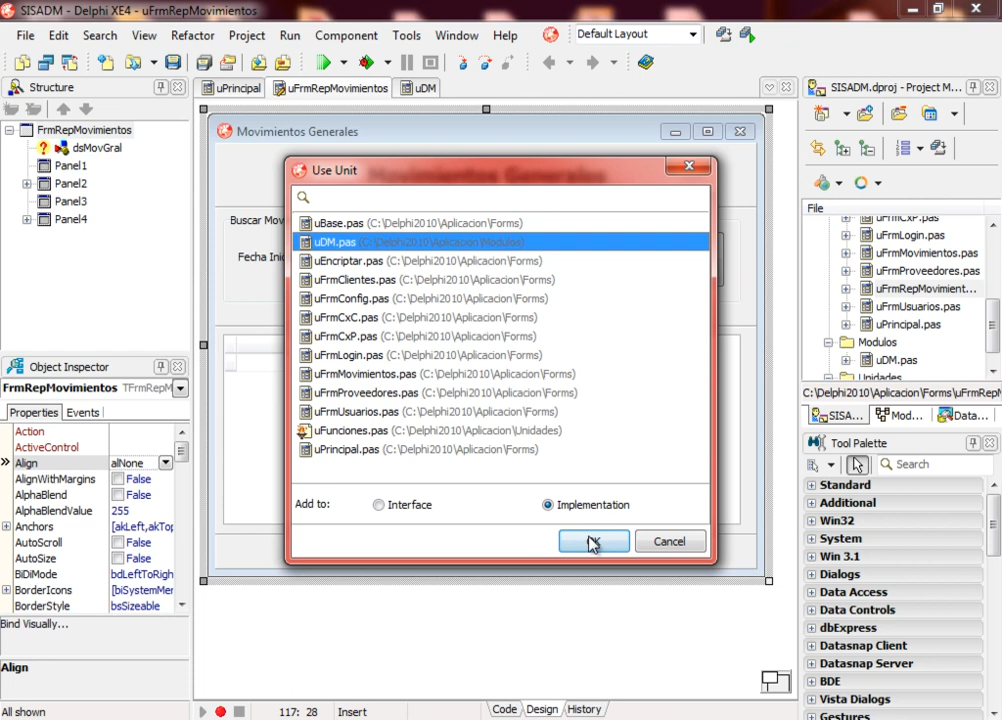 SISADM - Delphi XE4 - uFrmRepMovimientos
File Edit Search View Refactor Project Run Component Tools Window Help Default Layout
Structure
uPrincipal uFrmRepMovimientos uDM
SISADM.dproj - Project M...
FrmRepMovimientos
dsMovGral
Panel1
Panel2
Panel3
Panel4
Movimientos Generales
Movimientos Generales
Buscar Mov
Fecha Inic
Use Unit
uBase.pas (C:\Delphi2010\Aplicacion\Forms)
uDM.pas (C:\Delphi2010\Aplicacion\Modulos)
uEncriptar.pas (C:\Delphi2010\Aplicacion\Forms)
uFrmClientes.pas (C:\Delphi2010\Aplicacion\Forms)
uFrmConfig.pas (C:\Delphi2010\Aplicacion\Forms)
uFrmCxC.pas (C:\Delphi2010\Aplicacion\Forms)
uFrmCxP.pas (C:\Delphi2010\Aplicacion\Forms)
uFrmLogin.pas (C:\Delphi2010\Aplicacion\Forms)
uFrmMovimientos.pas (C:\Delphi2010\Aplicacion\Forms)
uFrmProveedores.pas (C:\Delphi2010\Aplicacion\Forms)
uFrmUsuarios.pas (C:\Delphi2010\Aplicacion\Forms)
uFunciones.pas (C:\Delphi2010\Aplicacion\Unidades)
uPrincipal.pas (C:\Delphi2010\Aplicacion\Forms)
Add to: Interface Implementation
Cancel
File
uFrmCxP.pas
uFrmLogin.pas
uFrmMovimientos.pas
uFrmProveedores.pas
uFrmRepMovimient...
uFrmUsuarios.pas
uPrincipal.pas
Modulos
uDM.pas
Unidades
C:\Delphi2010\Aplicacion\Forms\uFrmRepM
SISA... Mod... Data...
Object Inspector
FrmRepMovimientos TFrmRepM
Properties Events
Action
ActiveControl
Align alNone
AlignWithMargins False
AlphaBlend False
AlphaBlendValue 255
Anchors [akLeft,akTop
AutoScroll False
AutoSize False
BiDiMode bdLeftToRigh
BorderIcons [biSystemMer
BorderStyle bsSizeable
Bind Visually...
Align
All shown
Tool Palette
Search
Standard
Additional
Win32
System
Win 3.1
Dialogs
Data Access
Data Controls
dbExpress
Datasnap Client
Datasnap Server
BDE
Vista Dialogs
Gestures
117: 28 Insert Code Design History